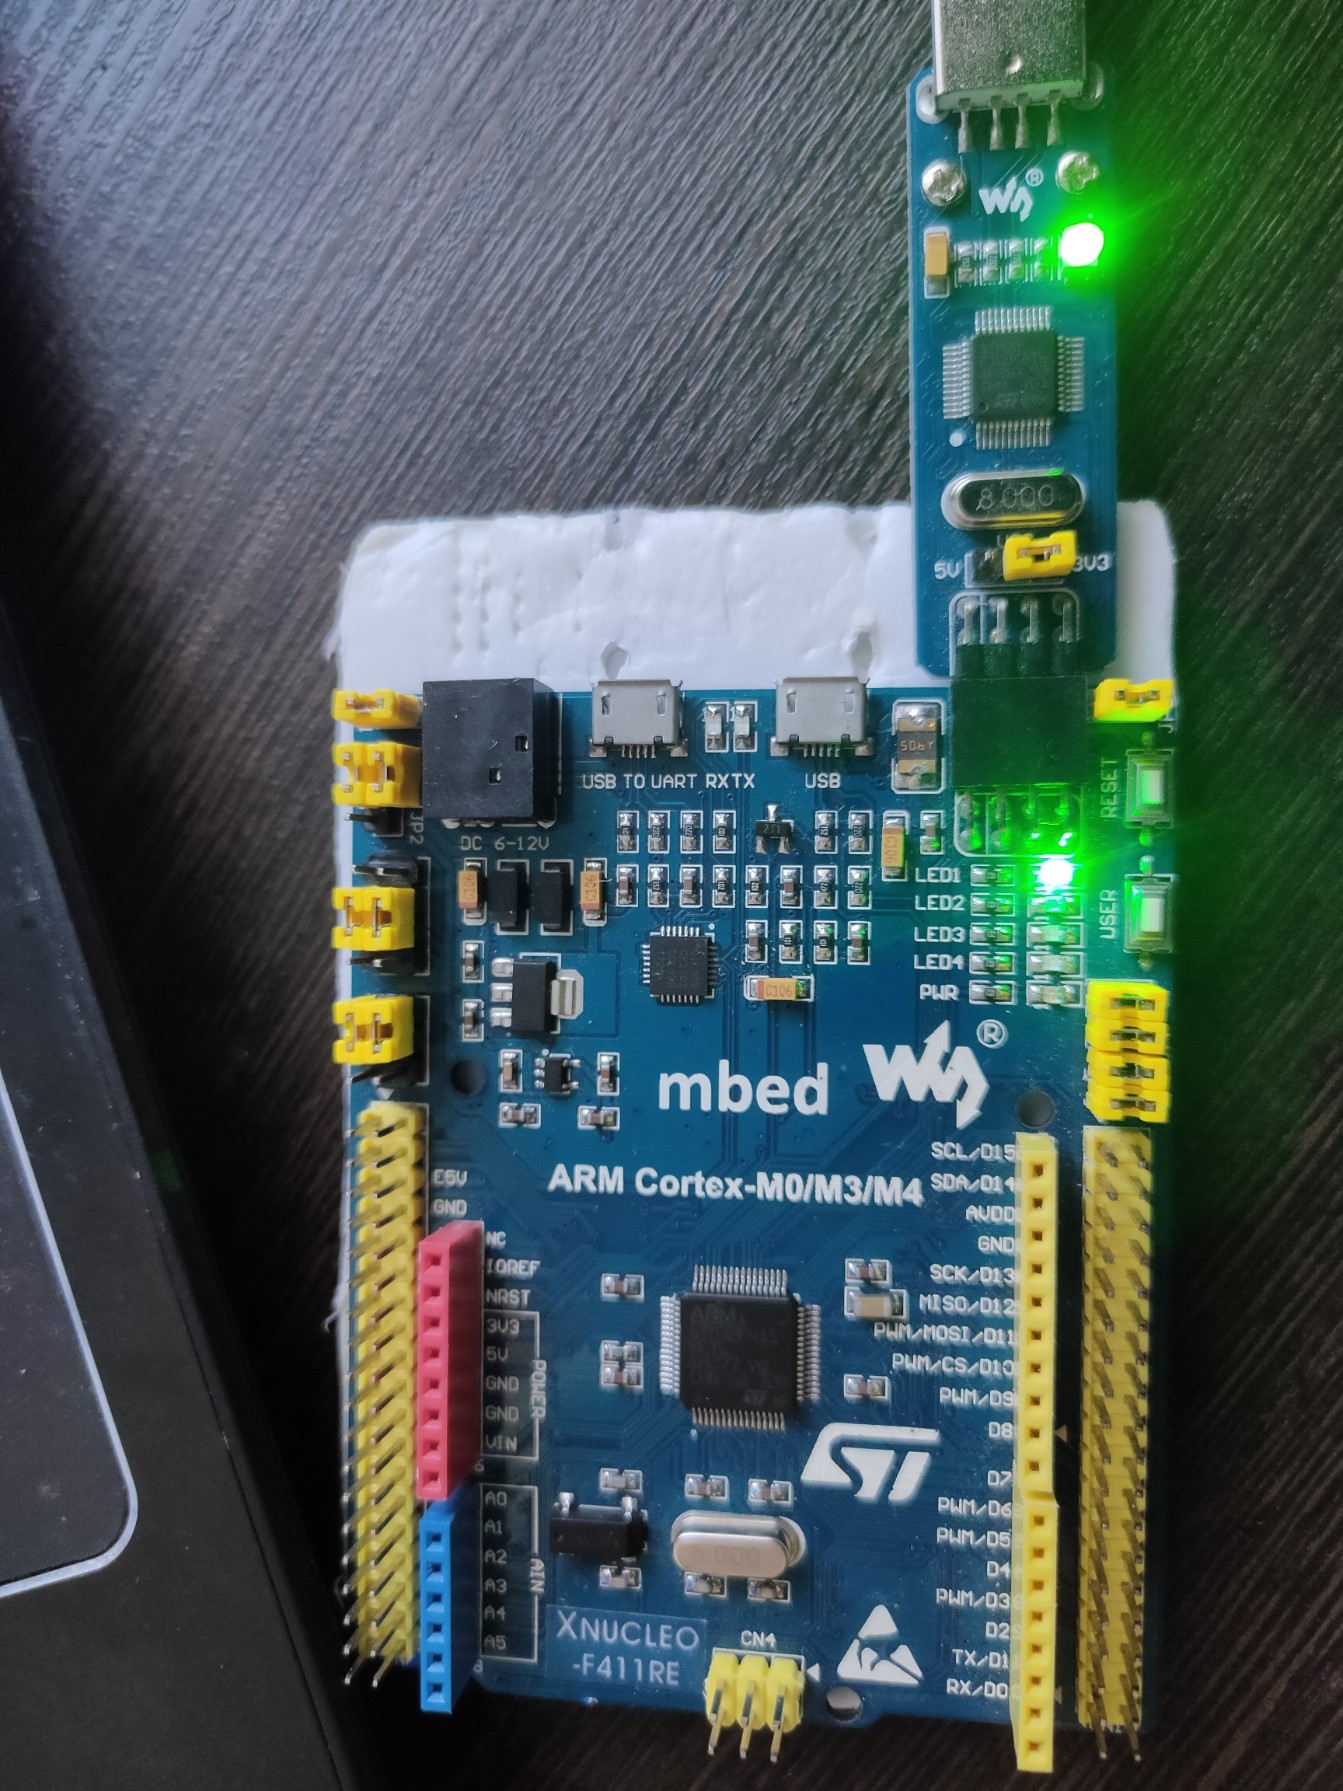 W ®
8.000
5V
3V3
USB TO UART RXTX
USB
JP2
DC 6-12V
RESET
USER
LED1
LED2
LED3
LED4
PWR
C106
®
mbed
ARM Cortex-M0/M3/M4
E5V
GND
NC
IOREF
NRST
3V3
5V
GND
GND
VIN
POWER
A0
A1
A2
A3
A4
A5
AIN
SCL/D15
SDA/D14
AVDD
GND
SCK/D13
MISO/D12
PWM/MOSI/D11
PWM/CS/D10
PWM/D9
D8
D7
PWM/D6
PWM/D5
D4
PWM/D3
D2
TX/D1
RX/D0
ARM
ST
XNUCLEO
-F411RE
CN4